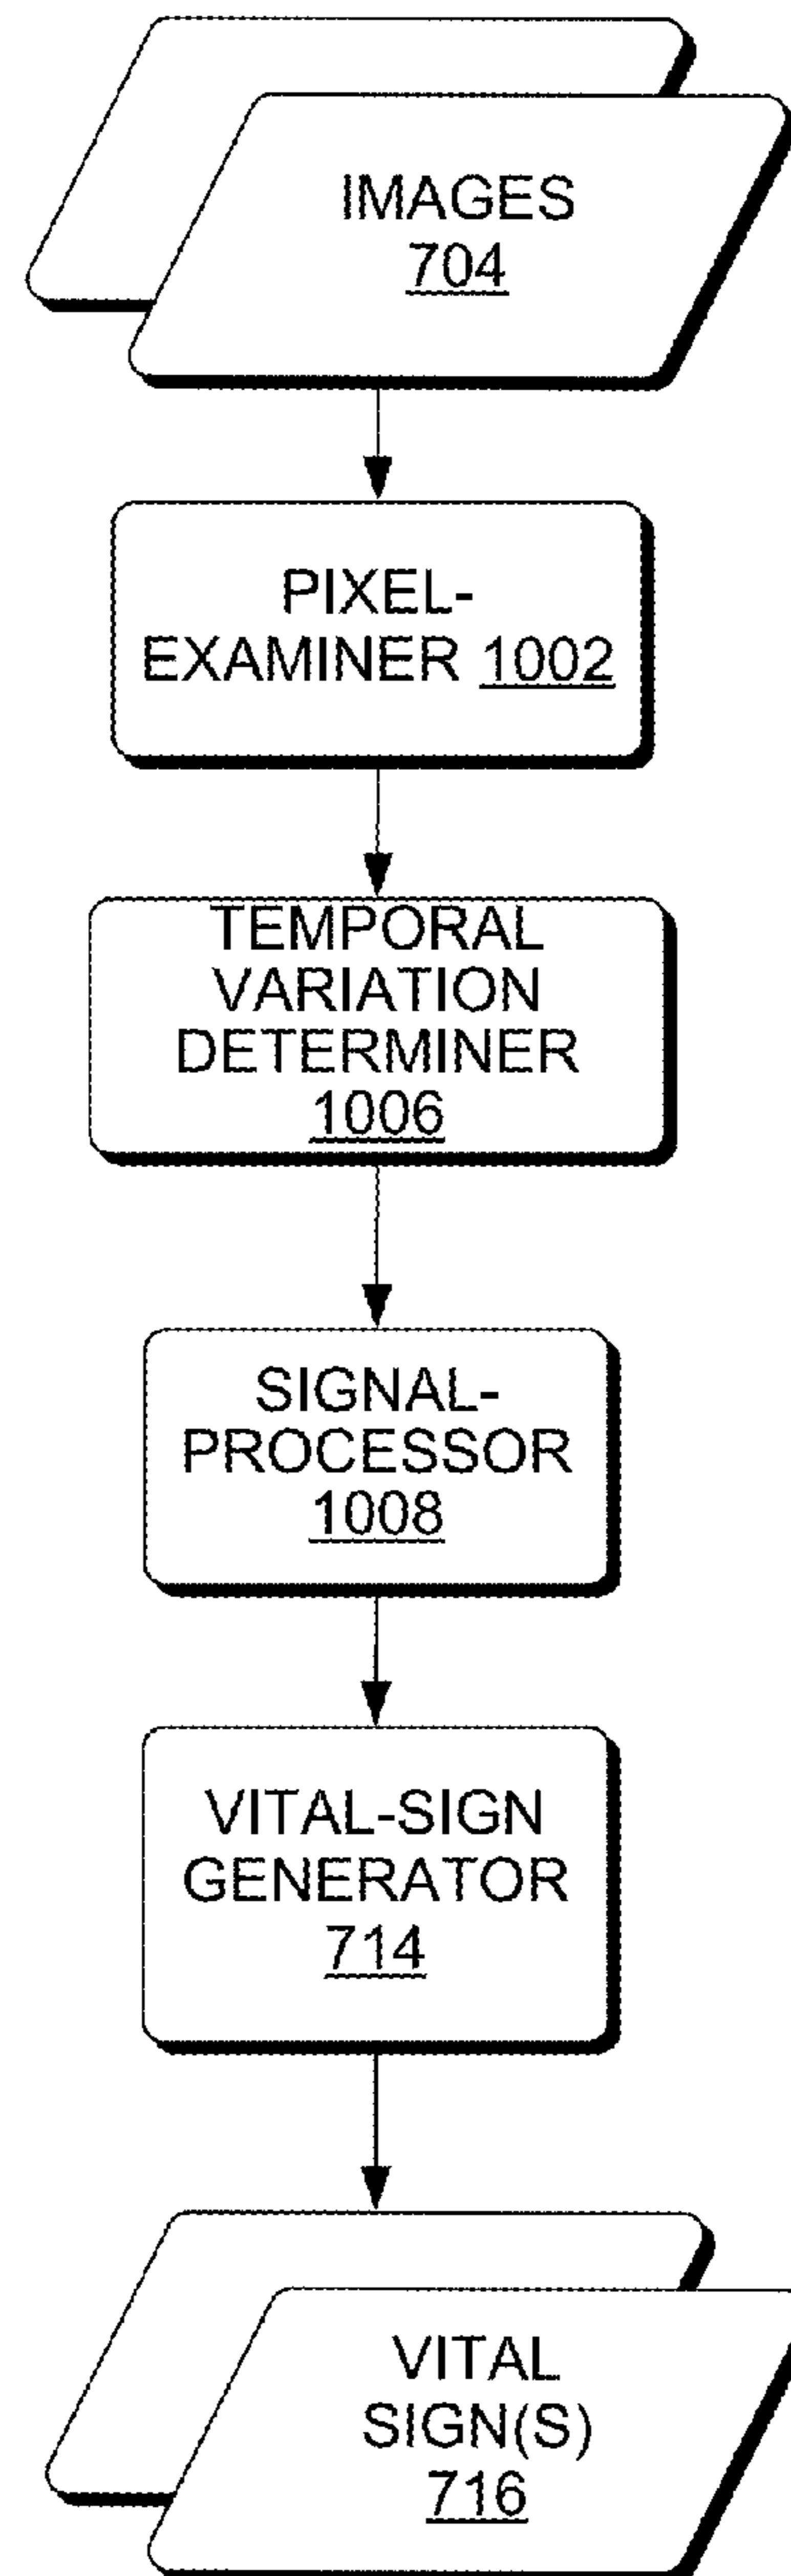 IMAGES
704
PIXEL-
EXAMINER 1002
TEMPORAL
VARIATION
DETERMINER
1006
SIGNAL-
PROCESSOR
1008
VITAL-SIGN
GENERATOR
714
VITAL
SIGN(S)
716